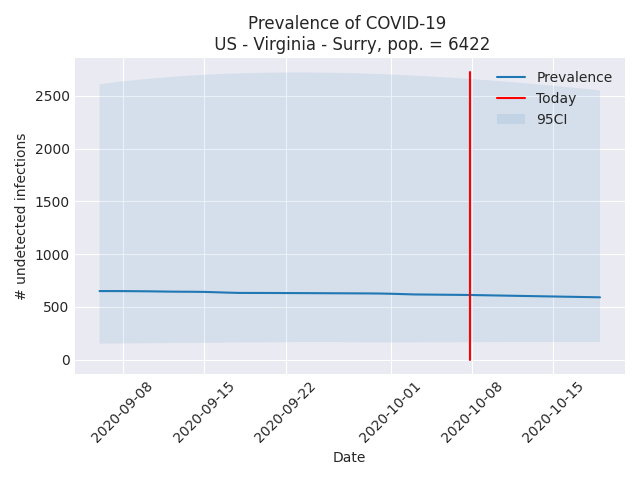 Prevalence of COVID-19
US - Virginia - Surry, pop. = 6422
Prevalence
Today
95CI
# undetected infections
2500
2000
1500
1000
500
0
2020-09-08
2020-09-15
2020-09-22
2020-10-01
2020-10-08
2020-10-15
Date